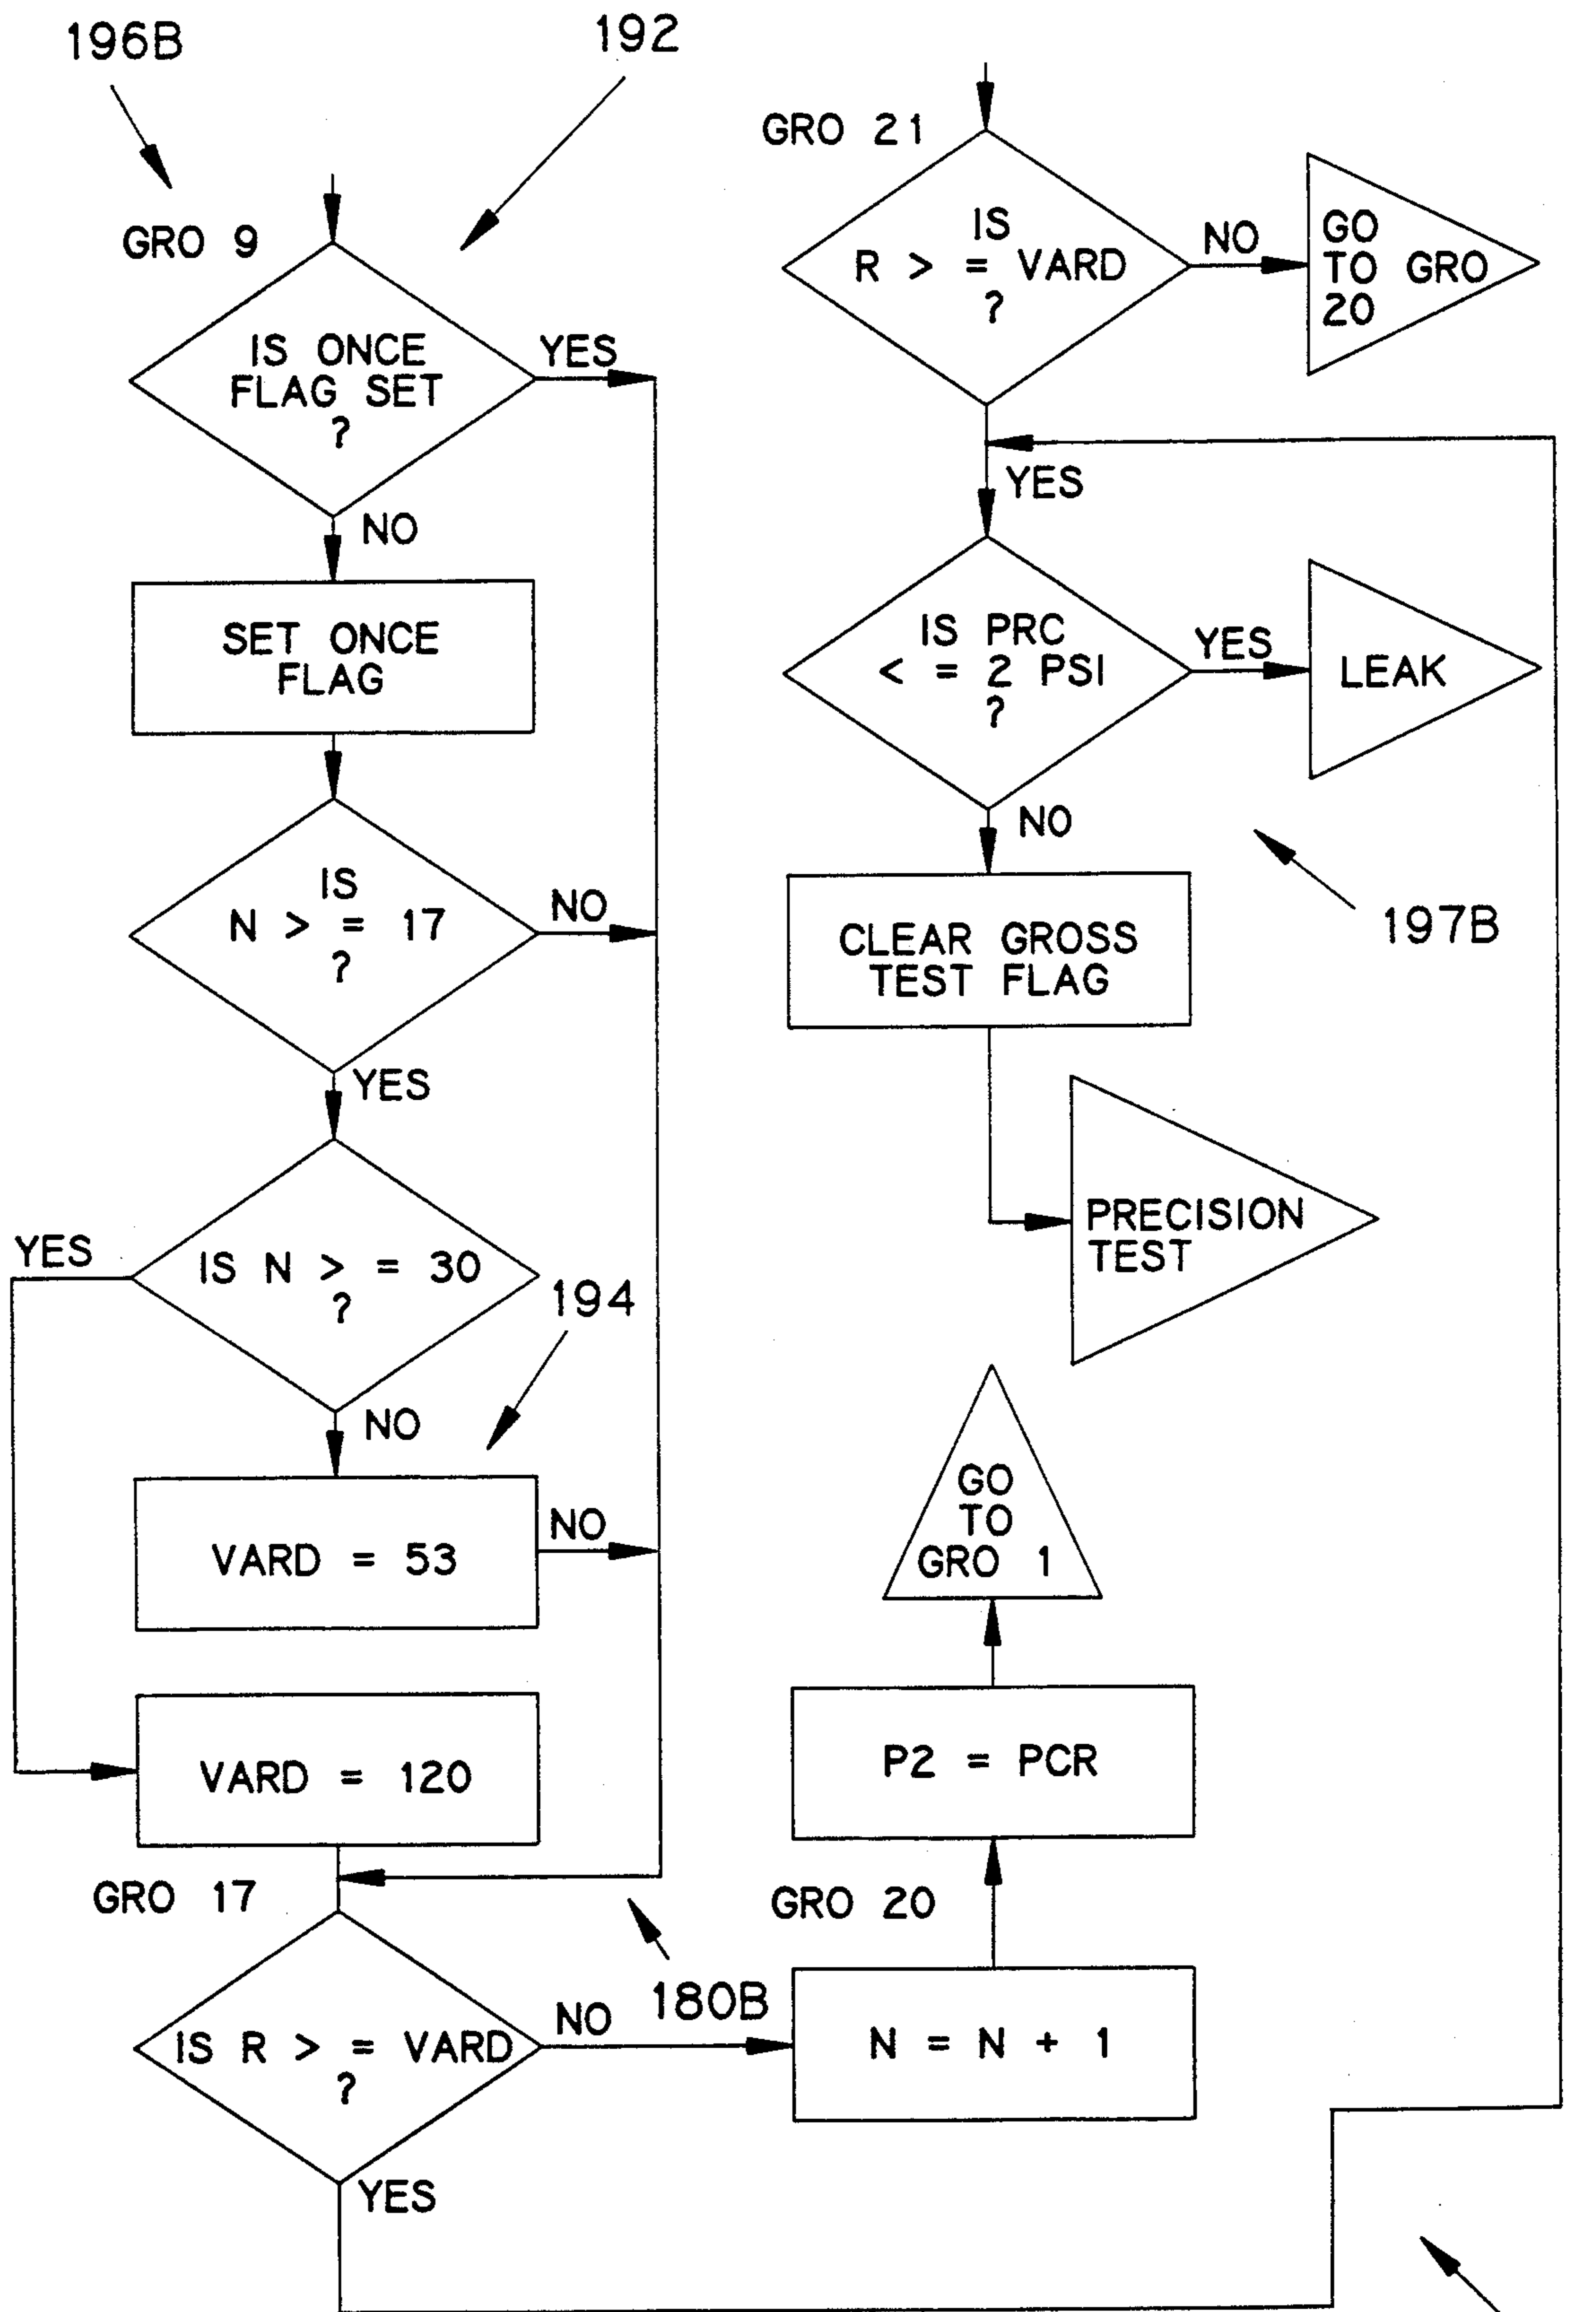 196B
192
GRO 9
IS ONCE
FLAG SET
?
YES
NO
SET ONCE
FLAG
IS
N > = 17
?
NO
YES
IS N > = 30
?
YES
194
NO
VARD = 53
NO
VARD = 120
GRO 17
180B
IS R > = VARD
?
NO
YES
GRO 21
IS
R > = VARD
?
NO
GO
TO GRO
20
YES
IS PRC
< = 2 PSI
?
YES
LEAK
NO
197B
CLEAR GROSS
TEST FLAG
PRECISION
TEST
GO
TO
GRO 1
P2 = PCR
GRO 20
N = N + 1